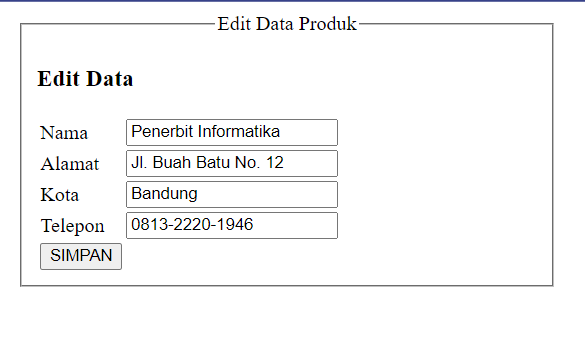 Edit Data Produk
Edit Data
Nama Penerbit Informatika
Alamat Jl. Buah Batu No. 12
Kota Bandung
Telepon 0813-2220-1946
SIMPAN